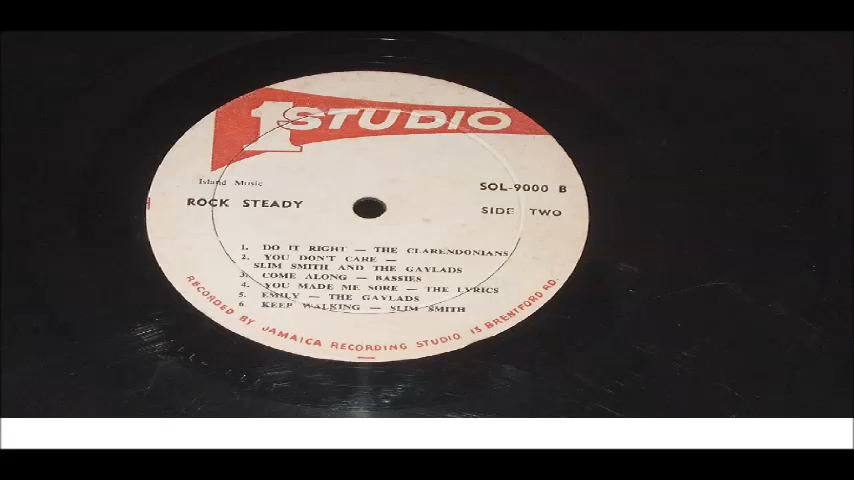 1 STUDIO
Island Music
SOL-9000 B
ROCK STEADY
SIDE TWO
1. DO IT RIGHT — THE CLARENDONIANS
2. YOU DON'T CARE —
SLIM SMITH AND THE GAYLADS
3. COME ALONG — BASSIES
4. YOU MADE ME SORE — THE LYRICS
5. EMILY — THE GAYLADS
6. KEEP WALKING — SLIM SMITH
RECORDED BY JAMAICA RECORDING STUDIO 13 BRENTFORD RD.